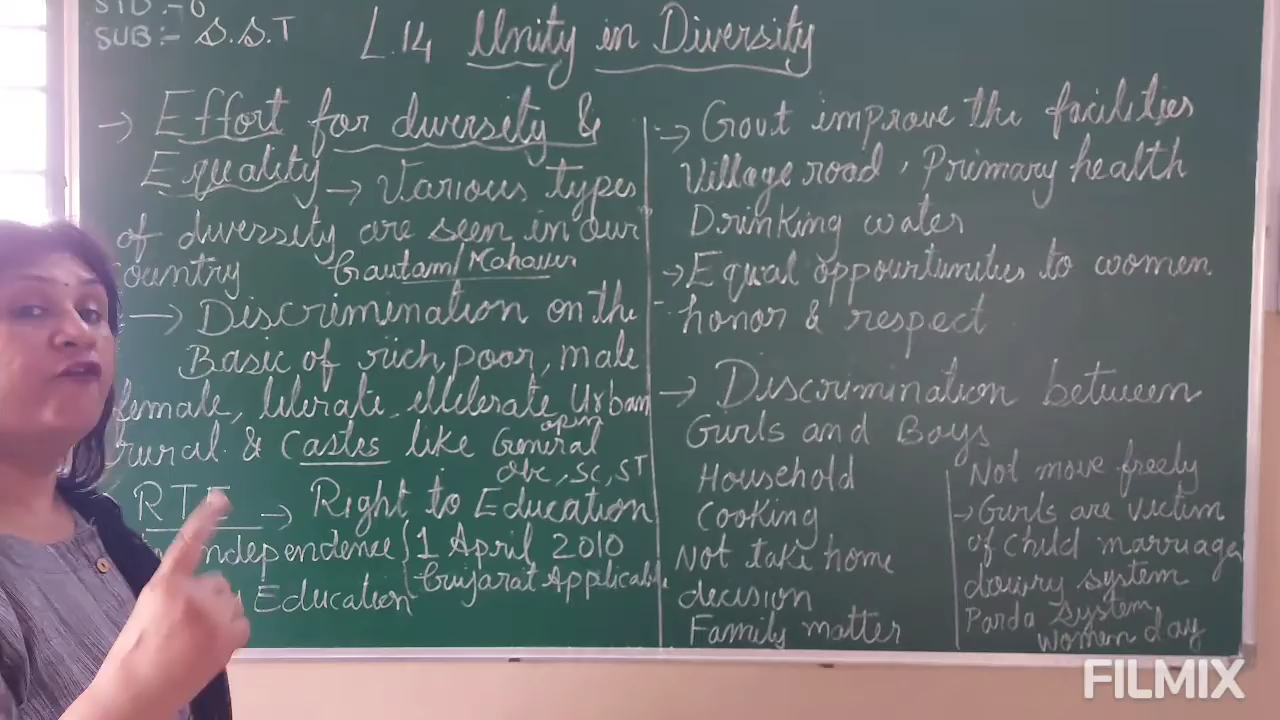 STD :- 6
SUB :- S.S.T
L.14 Unity in Diversity
→ Effort for diversity &
Equality → Various types
of diversity are seen in our
country Gautam/Mahavir
→ Discrimination on the
Basic of rich, poor, male
female, literate, illiterate Urban
rural & Castes like General open
obc, SC, ST
RTE → Right to Education
independence { 1 April 2010
Education Gujarat Applicable
→ Govt improve the facilities
Village road, Primary health
Drinking water
→ Equal oppourtunities to women
honor & respect
→ Discrimination between
Gurls and Boys
Household
Cooking
Not take home
decision
Family matter
Not move freely
→ Gurls are victim
of child marriage
dowry system
Parda System,
women day
FILMIX